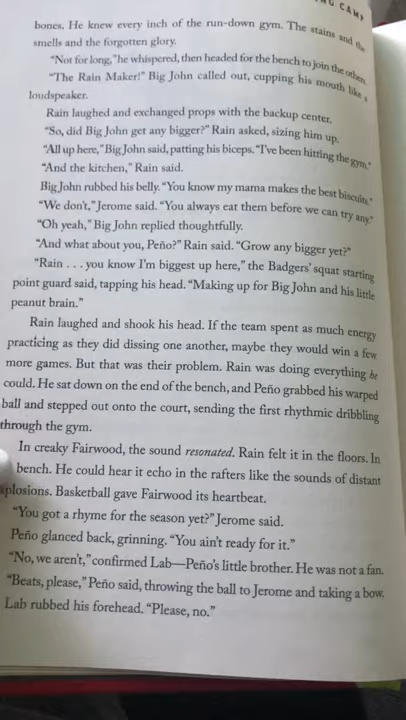 NG CAMP
bones. He knew every inch of the run-down gym. The stains and the
smells and the forgotten glory.
“Not for long,” he whispered, then headed for the bench to join the others.
“The Rain Maker!” Big John called out, cupping his mouth like a
loudspeaker.
Rain laughed and exchanged props with the backup center.
“So, did Big John get any bigger?” Rain asked, sizing him up.
“All up here,” Big John said, patting his biceps. “I’ve been hitting the gym.”
“And the kitchen,” Rain said.
Big John rubbed his belly. “You know my mama makes the best biscuits.”
“We don’t,” Jerome said. “You always eat them before we can try any.”
“Oh yeah,” Big John replied thoughtfully.
“And what about you, Peño?” Rain said. “Grow any bigger yet?”
“Rain . . . you know I’m biggest up here,” the Badgers’ squat starting
point guard said, tapping his head. “Making up for Big John and his little
peanut brain.”
Rain laughed and shook his head. If the team spent as much energy
practicing as they did dissing one another, maybe they would win a few
more games. But that was their problem. Rain was doing everything he
could. He sat down on the end of the bench, and Peño grabbed his warped
ball and stepped out onto the court, sending the first rhythmic dribbling
through the gym.
In creaky Fairwood, the sound resonated. Rain felt it in the floors. In
bench. He could hear it echo in the rafters like the sounds of distant
xplosions. Basketball gave Fairwood its heartbeat.
“You got a rhyme for the season yet?” Jerome said.
Peño glanced back, grinning. “You ain’t ready for it.”
“No, we aren’t,” confirmed Lab—Peño’s little brother. He was not a fan.
“Beats, please,” Peño said, throwing the ball to Jerome and taking a bow.
Lab rubbed his forehead. “Please, no.”